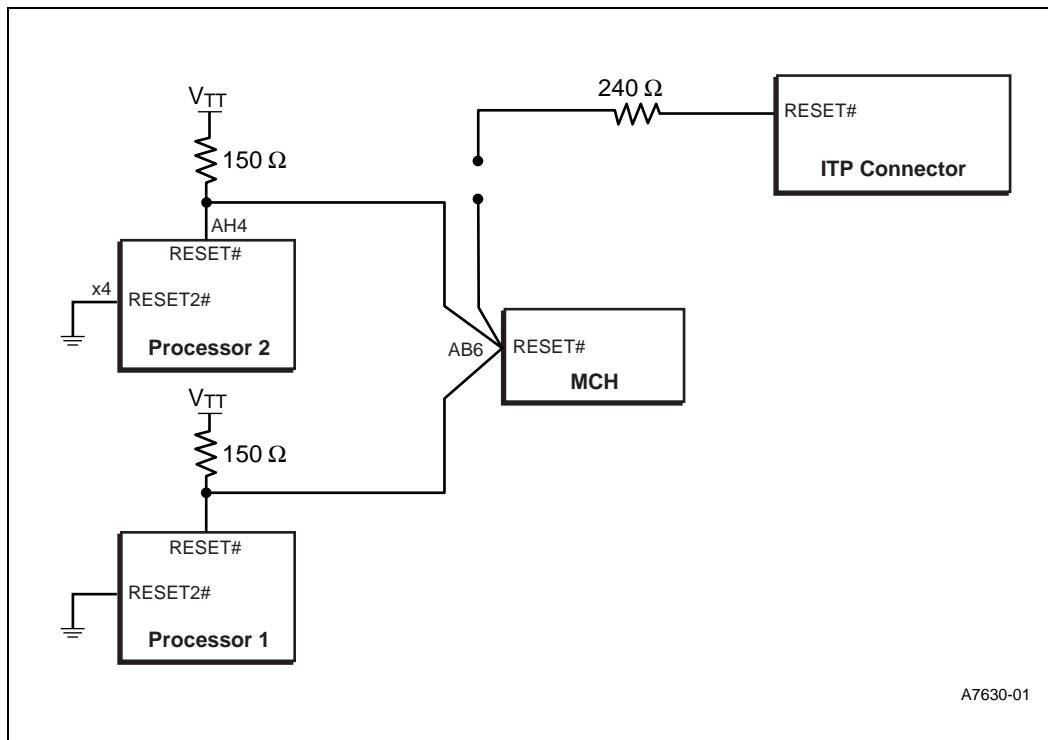 240 Ω
RESET#
ITP Connector
VTT
150 Ω
AH4
RESET#
x4
RESET2#
Processor 2
AB6
RESET#
MCH
VTT
150 Ω
RESET#
RESET2#
Processor 1
A7630-01